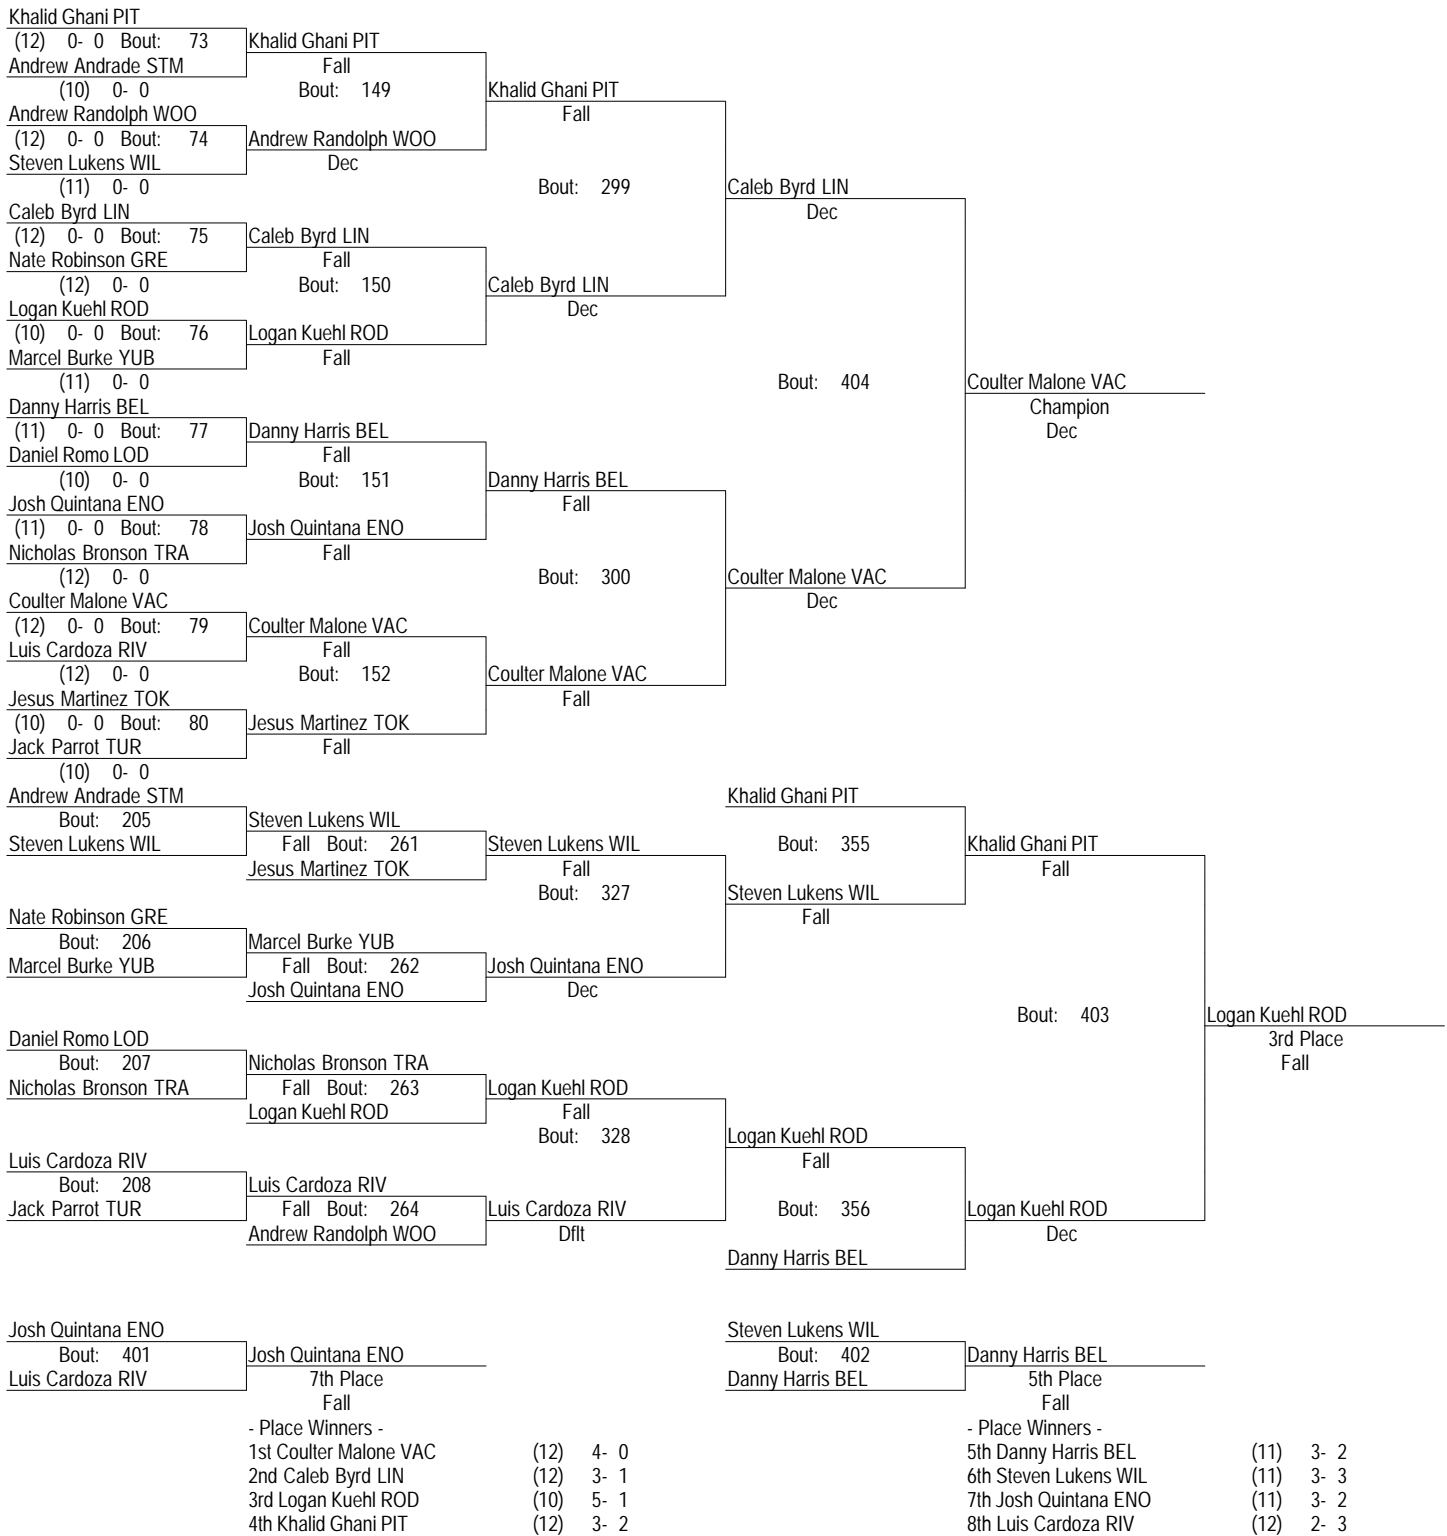 Khalid Ghani PIT
(12) 0- 0 Bout: 73 Khalid Ghani PIT
Andrew Andrade STM Fall
(10) 0- 0 Bout: 149 Khalid Ghani PIT
Andrew Randolph WOO Fall
(12) 0- 0 Bout: 74 Andrew Randolph WOO
Steven Lukens WIL Dec
(11) 0- 0 Bout: 299 Caleb Byrd LIN
Caleb Byrd LIN Dec
(12) 0- 0 Bout: 75 Caleb Byrd LIN
Nate Robinson GRE Fall
(12) 0- 0 Bout: 150 Caleb Byrd LIN
Logan Kuehl ROD Dec
(10) 0- 0 Bout: 76 Logan Kuehl ROD
Marcel Burke YUB Fall
(11) 0- 0 Bout: 404 Coulter Malone VAC
Danny Harris BEL Champion
(11) 0- 0 Bout: 77 Danny Harris BEL Dec
Daniel Romo LOD Fall
(10) 0- 0 Bout: 151 Danny Harris BEL
Josh Quintana ENO Fall
(11) 0- 0 Bout: 78 Josh Quintana ENO
Nicholas Bronson TRA Fall
(12) 0- 0 Bout: 300 Coulter Malone VAC
Coulter Malone VAC Dec
(12) 0- 0 Bout: 79 Coulter Malone VAC
Luis Cardoza RIV Fall
(12) 0- 0 Bout: 152 Coulter Malone VAC
Jesus Martinez TOK Fall
(10) 0- 0 Bout: 80 Jesus Martinez TOK
Jack Parrot TUR Fall
(10) 0- 0
Andrew Andrade STM Khalid Ghani PIT
Bout: 205 Steven Lukens WIL
Steven Lukens WIL Fall Bout: 261 Steven Lukens WIL Bout: 355 Khalid Ghani PIT
Jesus Martinez TOK Fall Fall
Bout: 327 Steven Lukens WIL
Nate Robinson GRE Fall
Bout: 206 Marcel Burke YUB
Marcel Burke YUB Fall Bout: 262 Josh Quintana ENO
Josh Quintana ENO Dec
Bout: 403 Logan Kuehl ROD
Daniel Romo LOD 3rd Place
Bout: 207 Nicholas Bronson TRA Fall
Nicholas Bronson TRA Fall Bout: 263 Logan Kuehl ROD
Logan Kuehl ROD Fall
Bout: 328 Logan Kuehl ROD
Luis Cardoza RIV Fall
Bout: 208 Luis Cardoza RIV
Jack Parrot TUR Fall Bout: 264 Luis Cardoza RIV Bout: 356 Logan Kuehl ROD
Andrew Randolph WOO Dflt Dec
Danny Harris BEL
Josh Quintana ENO Steven Lukens WIL
Bout: 401 Josh Quintana ENO Bout: 402 Danny Harris BEL
Luis Cardoza RIV 7th Place Danny Harris BEL 5th Place
Fall Fall
- Place Winners - - Place Winners -
1st Coulter Malone VAC (12) 4- 0 5th Danny Harris BEL (11) 3- 2
2nd Caleb Byrd LIN (12) 3- 1 6th Steven Lukens WIL (11) 3- 3
3rd Logan Kuehl ROD (10) 5- 1 7th Josh Quintana ENO (11) 3- 2
4th Khalid Ghani PIT (12) 3- 2 8th Luis Cardoza RIV (12) 2- 3